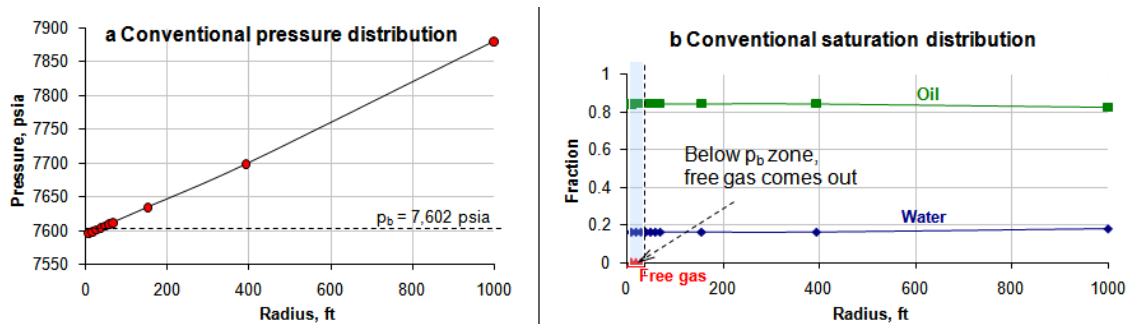 a Conventional pressure distribution
Pressure, psia
7900
7850
7800
7750
7700
7650
7600
7550
p_b = 7,602 psia
0 200 400 600 800 1000
Radius, ft
b Conventional saturation distribution
Fraction
1
0.8
0.6
0.4
0.2
0
Oil
Below p_b zone,
free gas comes out
Water
Free gas
0 200 400 600 800 1000
Radius, ft